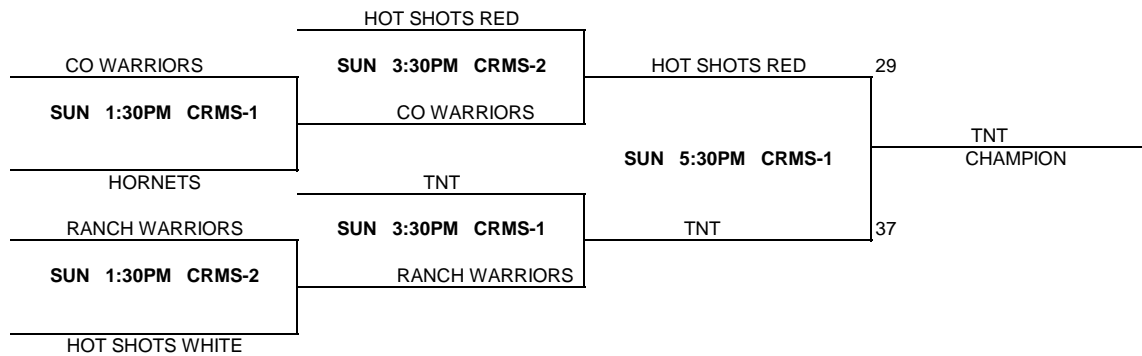 HOT SHOTS RED
CO WARRIORS
SUN 3:30PM CRMS-2
HOT SHOTS RED
29
SUN 1:30PM CRMS-1
CO WARRIORS
TNT
SUN 5:30PM CRMS-1
CHAMPION
HORNETS
TNT
RANCH WARRIORS
SUN 3:30PM CRMS-1
TNT
37
SUN 1:30PM CRMS-2
RANCH WARRIORS
HOT SHOTS WHITE